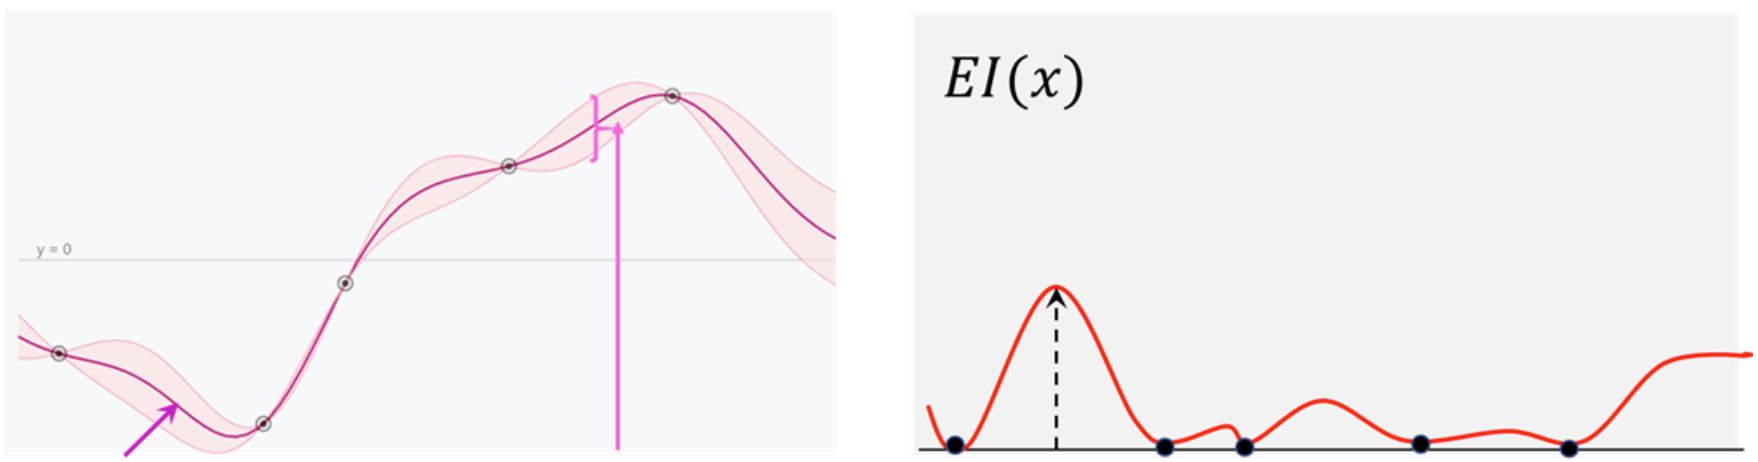 y = 0
EI(x)